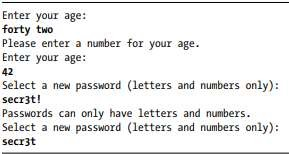 Enter your age:
forty two
Please enter a number for your age.
Enter your age:
42
Select a new password (letters and numbers only):
secr3t!
Passwords can only have letters and numbers.
Select a new password (letters and numbers only):
secr3t